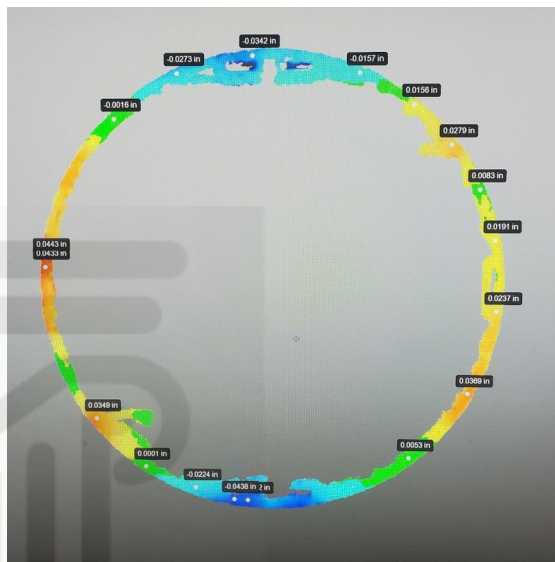 -0.0342 in
-0.0273 in
-0.0157 in
0.0156 in
-0.0016 in
0.0279 in
0.0083 in
0.0191 in
0.0443 in
0.0433 in
0.0237 in
0.0369 in
0.0349 in
0.0053 in
0.0001 in
-0.0224 in
-0.0438 in